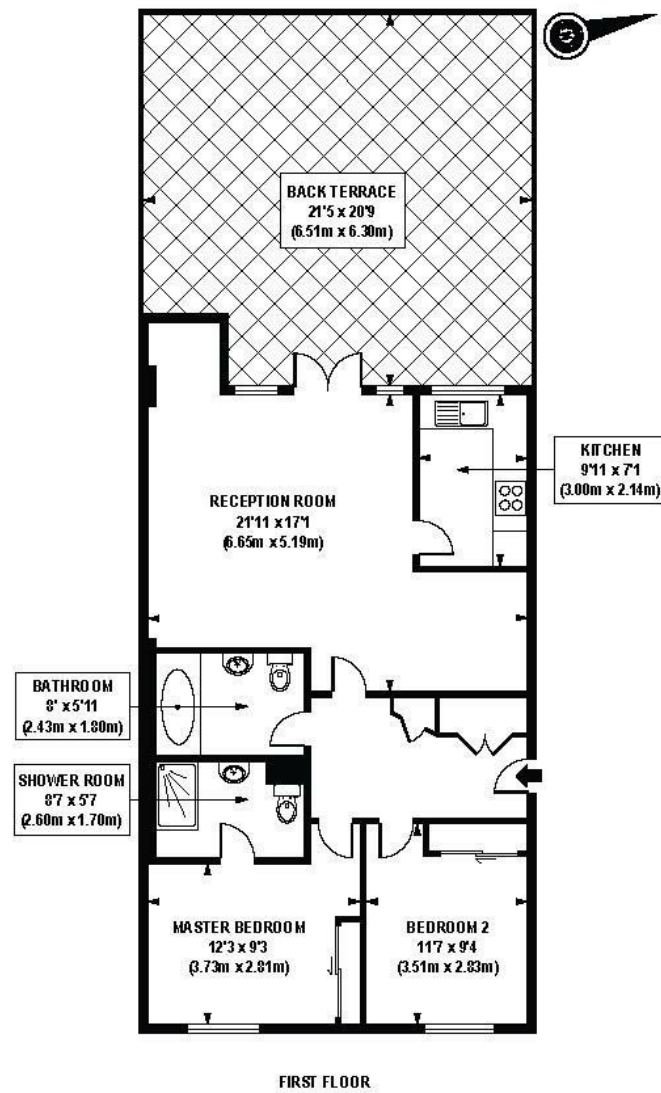 BACK TERRACE
21'5 x 20'9
(6.51m x 6.30m)
KITCHEN
9'11 x 7'1
(3.00m x 2.14m)
RECEPTION ROOM
21'11 x 17'1
(6.65m x 5.19m)
BATHROOM
8' x 5'11
(2.43m x 1.80m)
SHOWER ROOM
8'7 x 5'7
(2.60m x 1.70m)
MASTER BEDROOM
12'3 x 9'3
(3.73m x 2.81m)
BEDROOM 2
11'7 x 9'4
(3.51m x 2.83m)
FIRST FLOOR